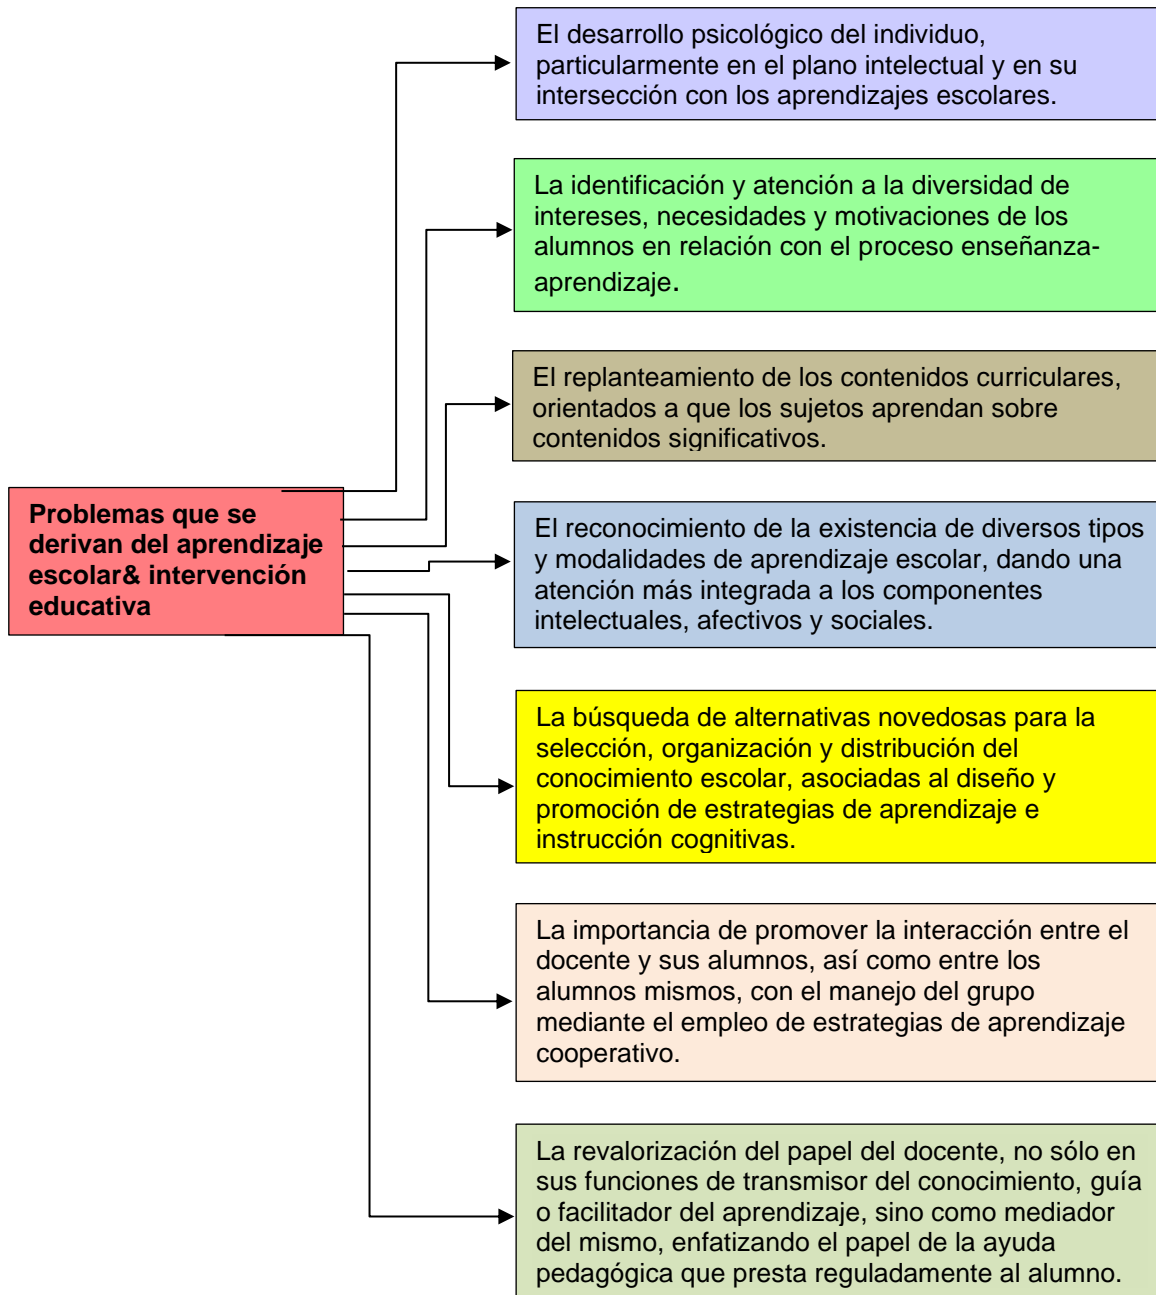 El desarrollo psicológico del individuo,
particularmente en el plano intelectual y en su
intersección con los aprendizajes escolares.
La identificación y atención a la diversidad de
intereses, necesidades y motivaciones de los
alumnos en relación con el proceso enseñanza-
aprendizaje.
El replanteamiento de los contenidos curriculares,
orientados a que los sujetos aprendan sobre
contenidos significativos.
Problemas que se
derivan del aprendizaje
escolar& intervención
educativa
El reconocimiento de la existencia de diversos tipos
y modalidades de aprendizaje escolar, dando una
atención más integrada a los componentes
intelectuales, afectivos y sociales.
La búsqueda de alternativas novedosas para la
selección, organización y distribución del
conocimiento escolar, asociadas al diseño y
promoción de estrategias de aprendizaje e
instrucción cognitivas.
La importancia de promover la interacción entre el
docente y sus alumnos, así como entre los
alumnos mismos, con el manejo del grupo
mediante el empleo de estrategias de aprendizaje
cooperativo.
La revalorización del papel del docente, no sólo en
sus funciones de transmisor del conocimiento, guía
o facilitador del aprendizaje, sino como mediador
del mismo, enfatizando el papel de la ayuda
pedagógica que presta reguladamente al alumno.